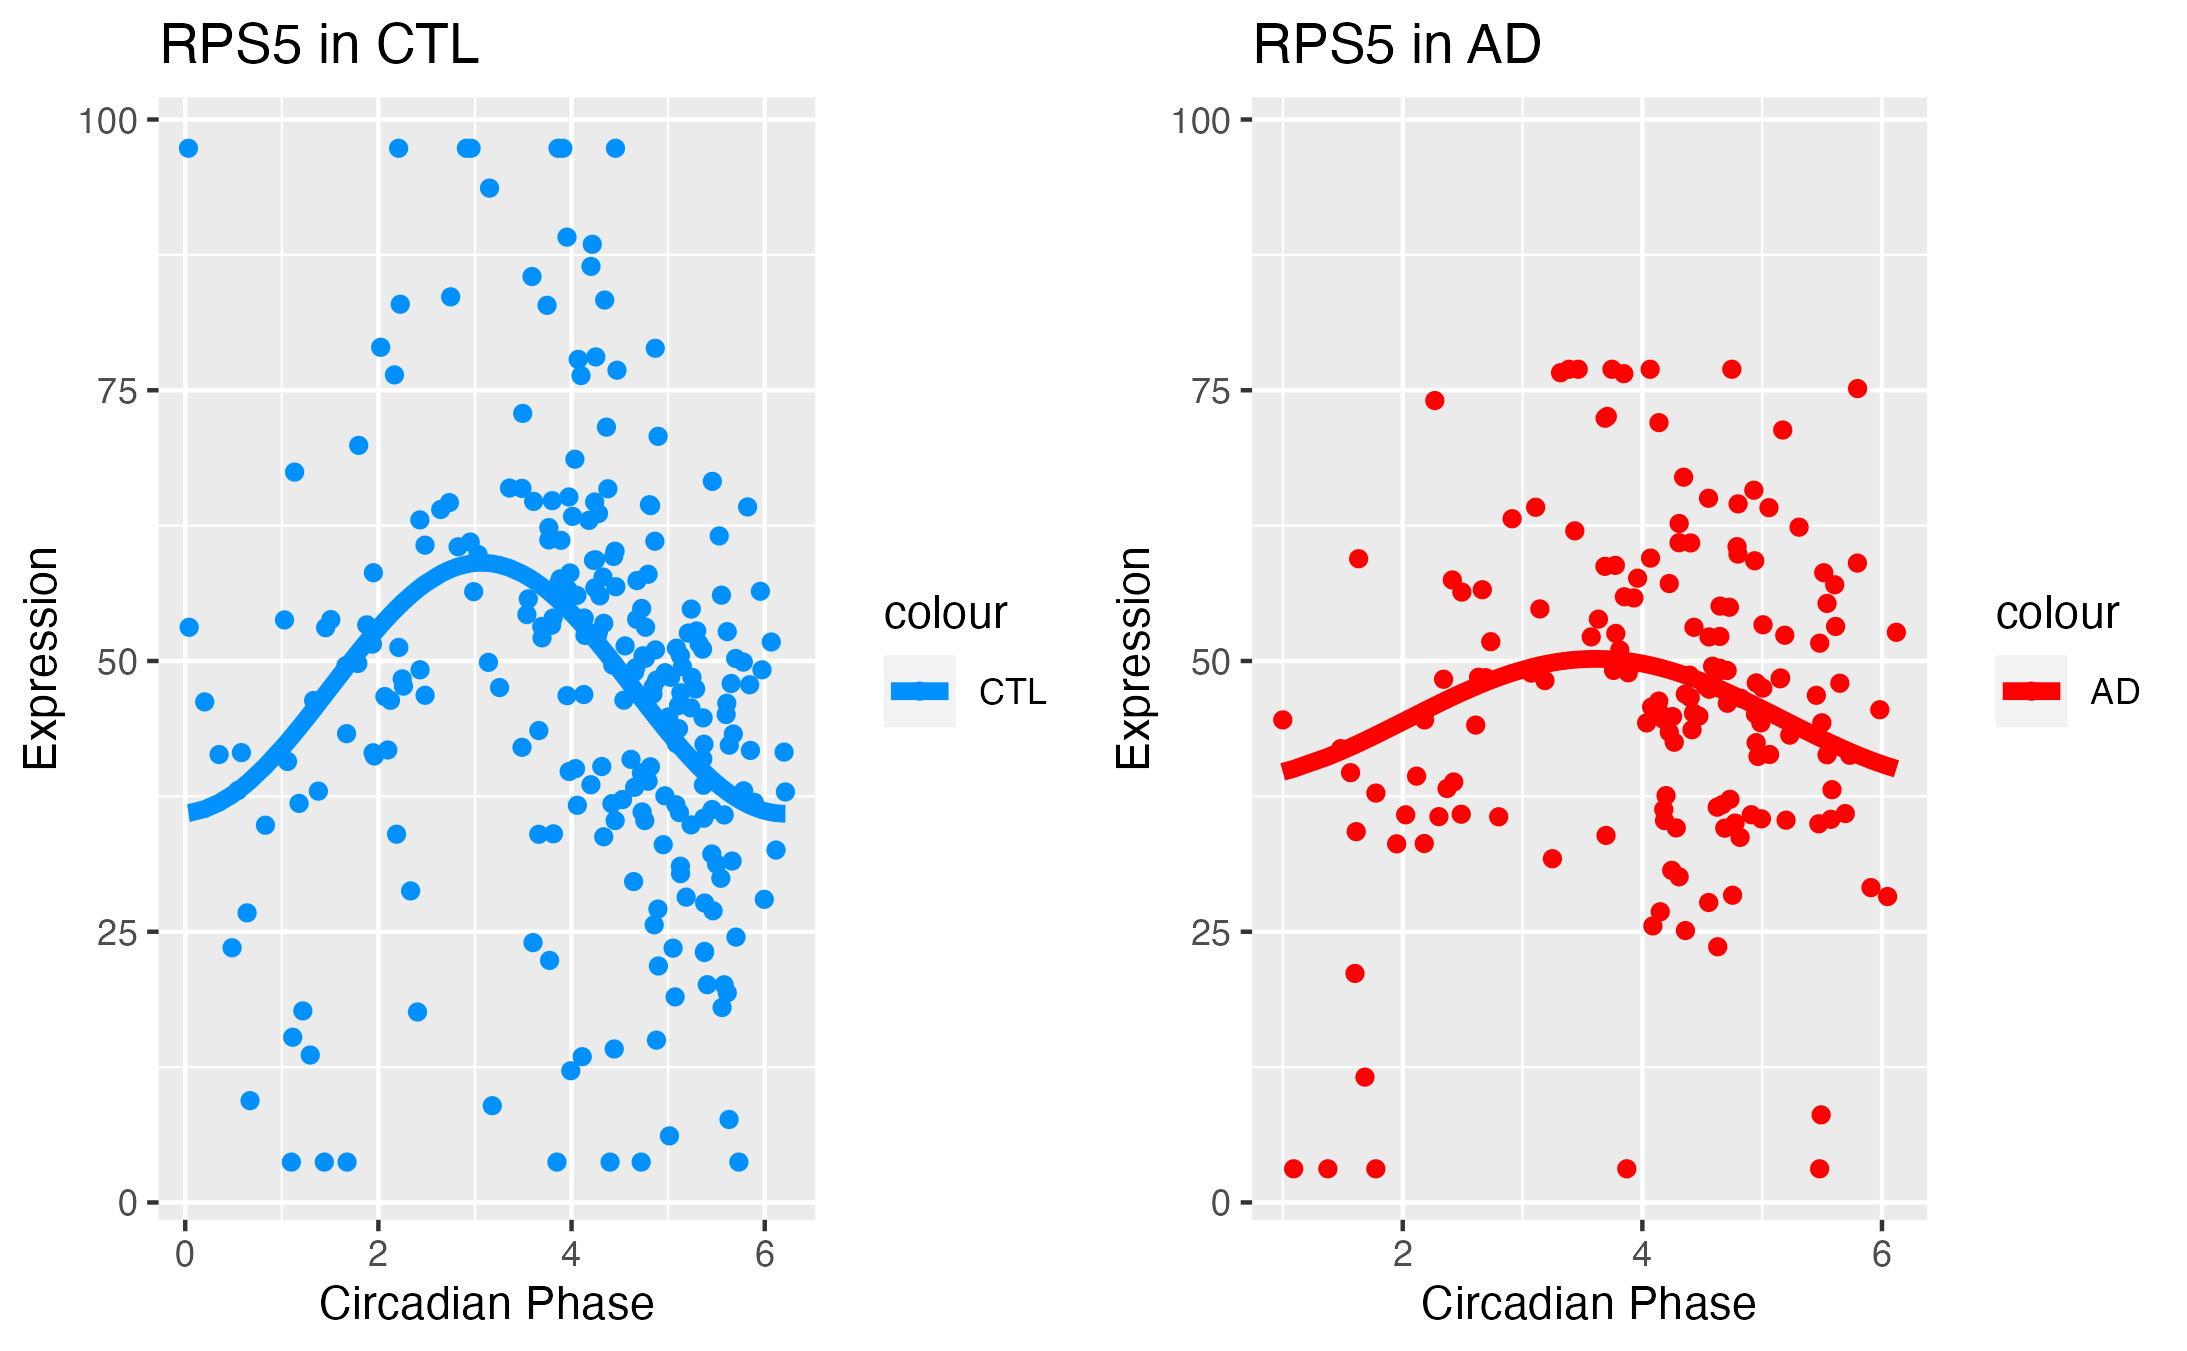 RPS5 in CTL
100
75
50
25
0
0 2 4 6
Expression
Circadian Phase
colour
CTL
RPS5 in AD
100
75
50
25
0
2 4 6
Expression
Circadian Phase
colour
AD